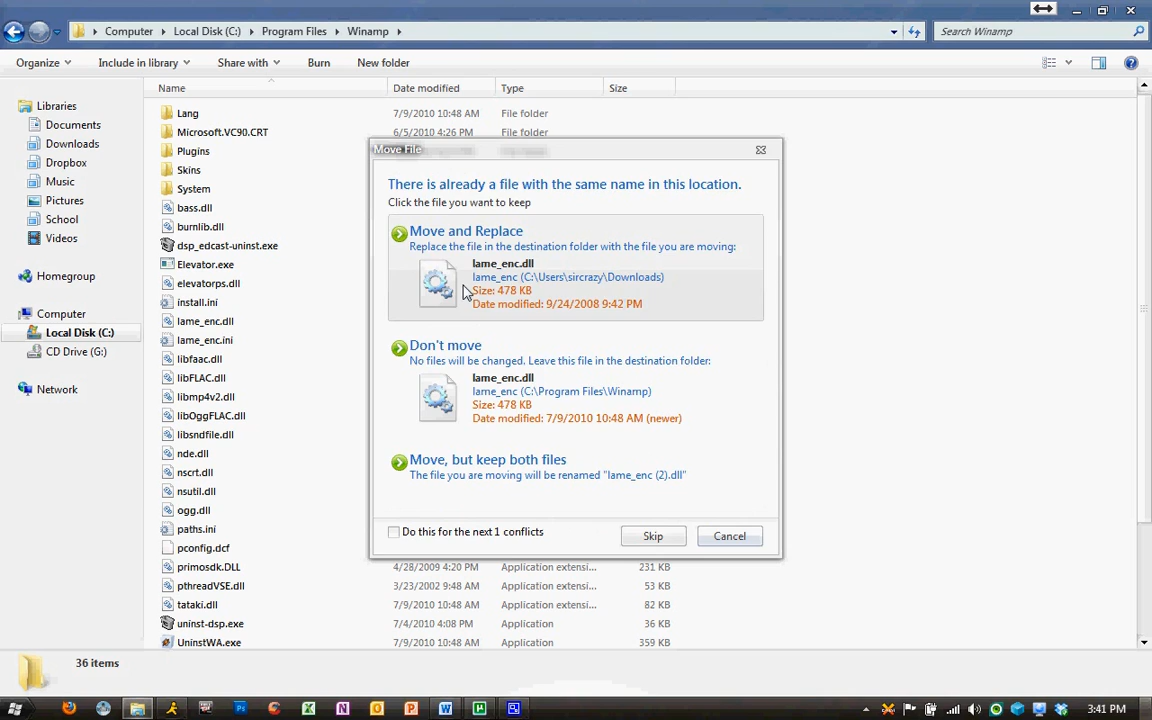 Computer Local Disk (C:) Program Files Winamp Search Winamp
Organize Include in library Share with Burn New folder
Name Date modified Type Size
Libraries
Documents
Downloads
Dropbox
Music
Pictures
School
Videos
Homegroup
Computer
Local Disk (C:)
CD Drive (G:)
Network
Lang 7/9/2010 10:48 AM File folder
Microsoft.VC90.CRT 6/5/2010 4:26 PM File folder
Plugins
Skins
System
bass.dll
burnlib.dll
dsp_edcast-uninst.exe
Elevator.exe
elevatorps.dll
install.ini
lame_enc.dll
lame_enc.ini
libfaac.dll
libFLAC.dll
libmp4v2.dll
libOggFLAC.dll
libsndfile.dll
nde.dll
nscrt.dll
nsutil.dll
ogg.dll
paths.ini
pconfig.dcf
primosdk.DLL 4/28/2009 4:20 PM Application extensi... 231 KB
pthreadVSE.dll 3/23/2002 9:48 AM Application extensi... 53 KB
tataki.dll 7/9/2010 10:48 AM Application extensi... 82 KB
uninst-dsp.exe 7/4/2010 4:08 PM Application 36 KB
UninstWA.exe 7/9/2010 10:48 AM Application 359 KB
Move File
There is already a file with the same name in this location.
Click the file you want to keep
Move and Replace
Replace the file in the destination folder with the file you are moving:
lame_enc.dll
lame_enc (C:\Users\sircrazy\Downloads)
Size: 478 KB
Date modified: 9/24/2008 9:42 PM
Don't move
No files will be changed. Leave this file in the destination folder:
lame_enc.dll
lame_enc (C:\Program Files\Winamp)
Size: 478 KB
Date modified: 7/9/2010 10:48 AM (newer)
Move, but keep both files
The file you are moving will be renamed "lame_enc (2).dll"
Do this for the next 1 conflicts
Skip Cancel
36 items
3:41 PM